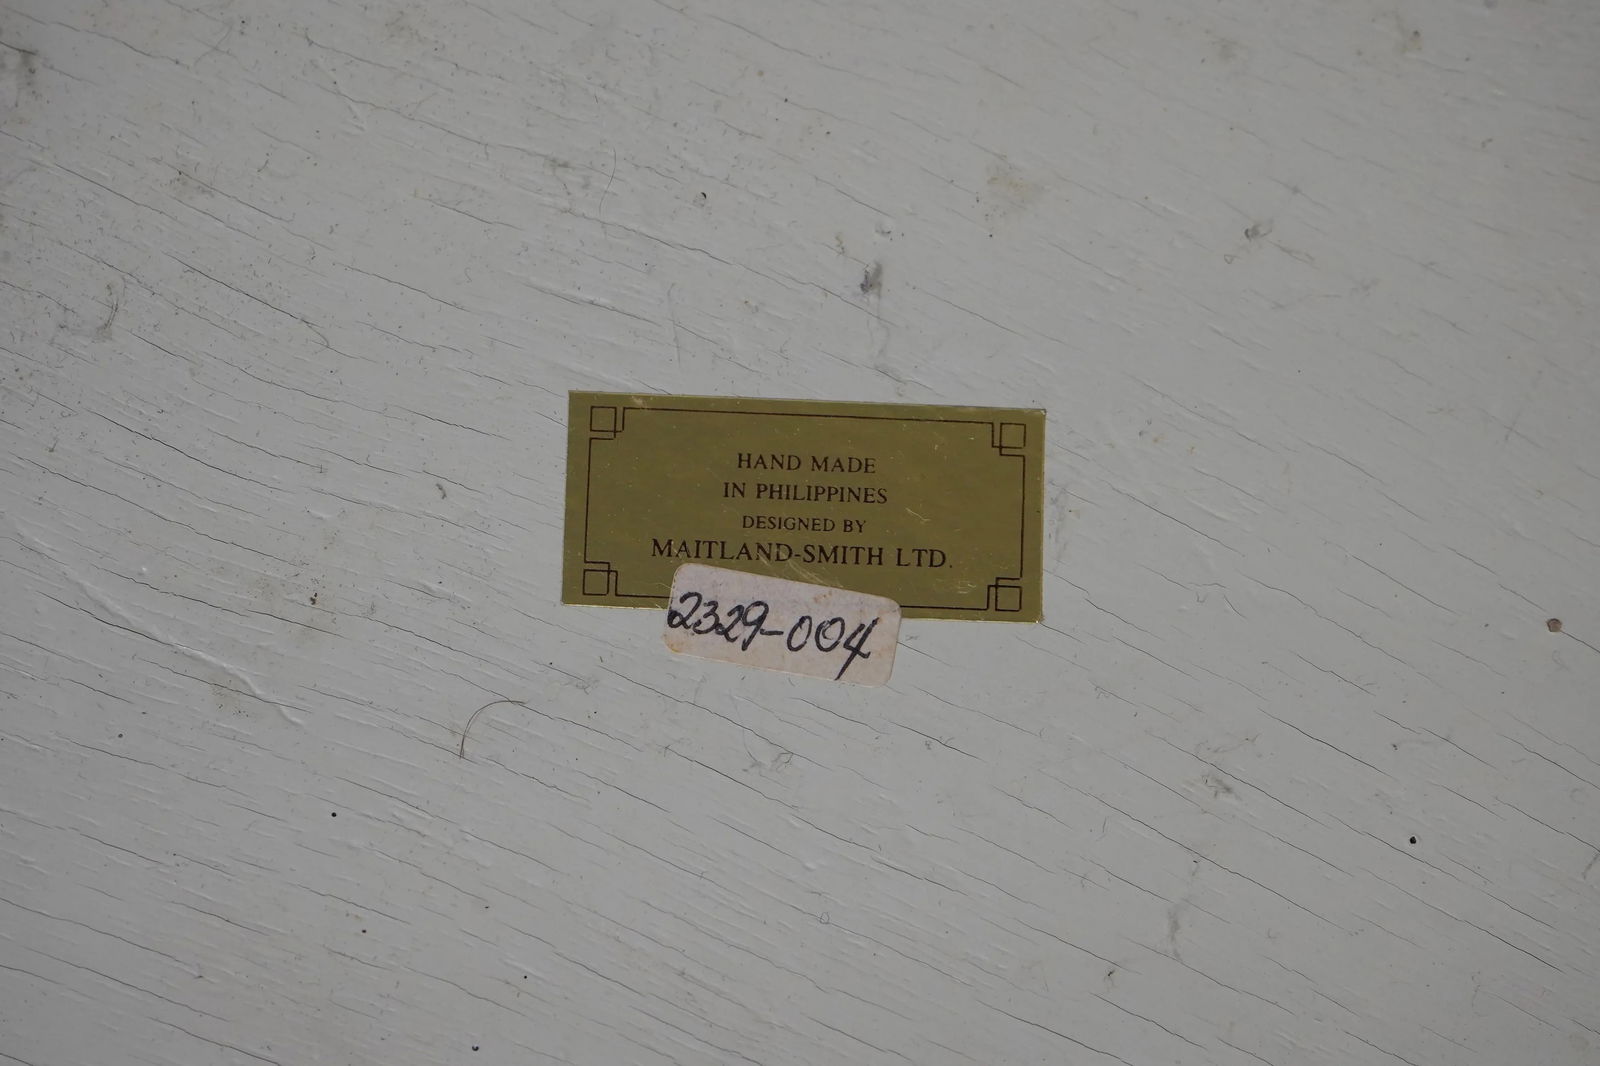 HAND MADE
IN PHILIPPINES
DESIGNED BY
MAITLAND-SMITH LTD.
2329-004